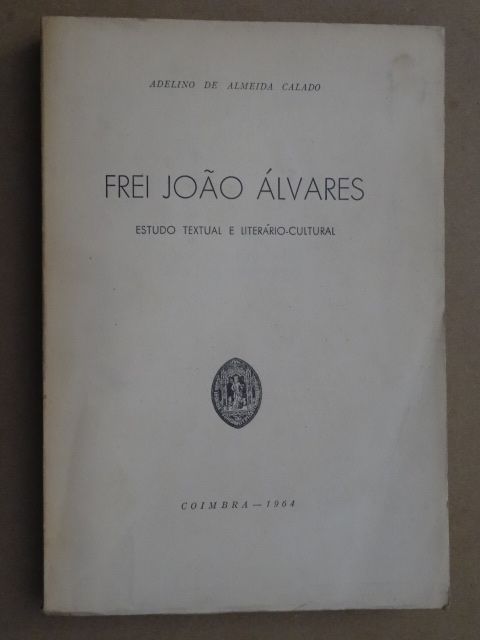 ADELINO DE ALMEIDA CALADO
FREI JOÃO ÁLVARES
ESTUDO TEXTUAL E LITERÁRIO-CULTURAL
COIMBRA — 1964